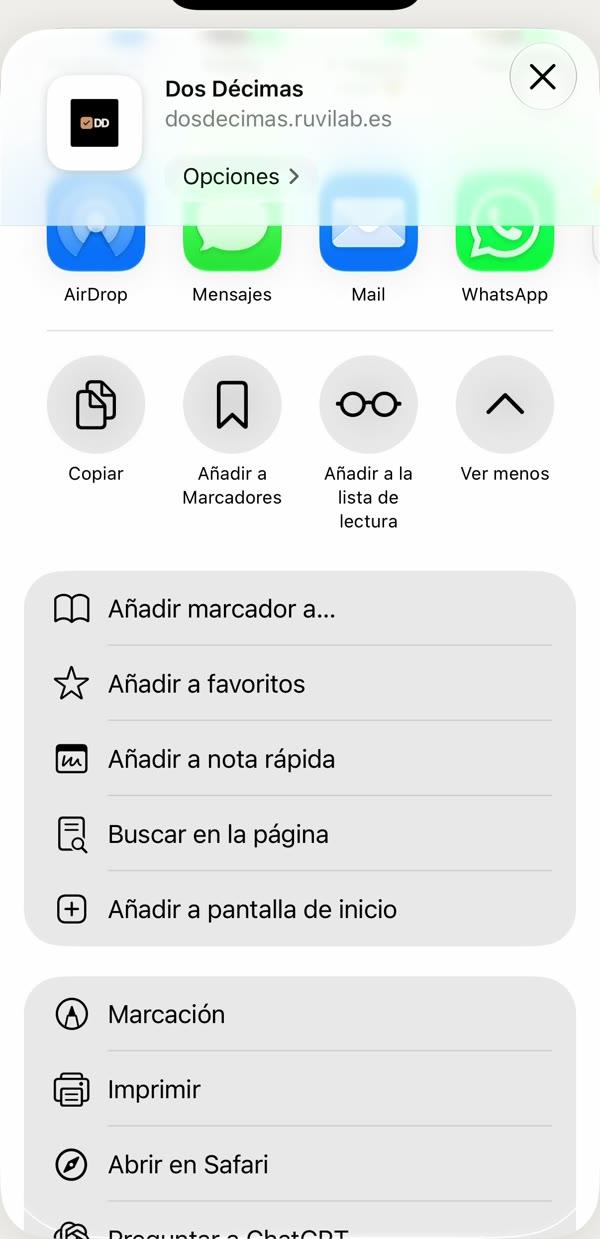 DD
Dos Décimas
dosdecimas.ruvilab.es
Opciones
AirDrop
Mensajes
Mail
WhatsApp
Copiar
Añadir a
Marcadores
Añadir a la
lista de
lectura
Ver menos
Añadir marcador a...
Añadir a favoritos
Añadir a nota rápida
Buscar en la página
Añadir a pantalla de inicio
Marcación
Imprimir
Abrir en Safari
Preguntar a ChatGPT